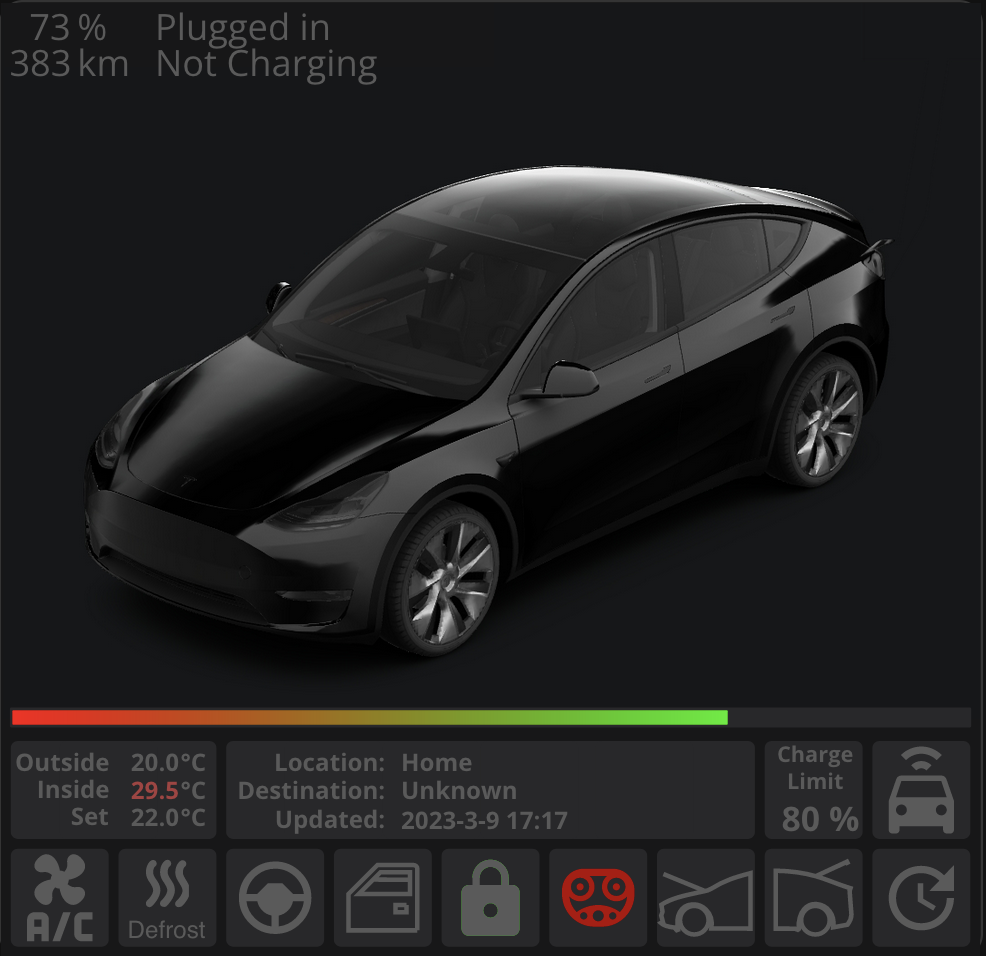 73 % Plugged in
383 km Not Charging
Outside 20.0°C
Inside 29.5°C
Set 22.0°C
Location: Home
Destination: Unknown
Updated: 2023-3-9 17:17
Charge
Limit
80 %
A/C
Defrost